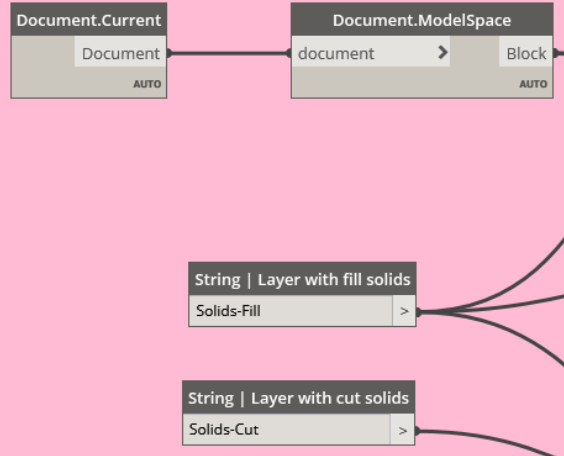 Document.Current
Document.ModelSpace
Document
document
>
Block
AUTO
AUTO
String | Layer with fill solids
Solids-Fill
>
String | Layer with cut solids
Solids-Cut
>